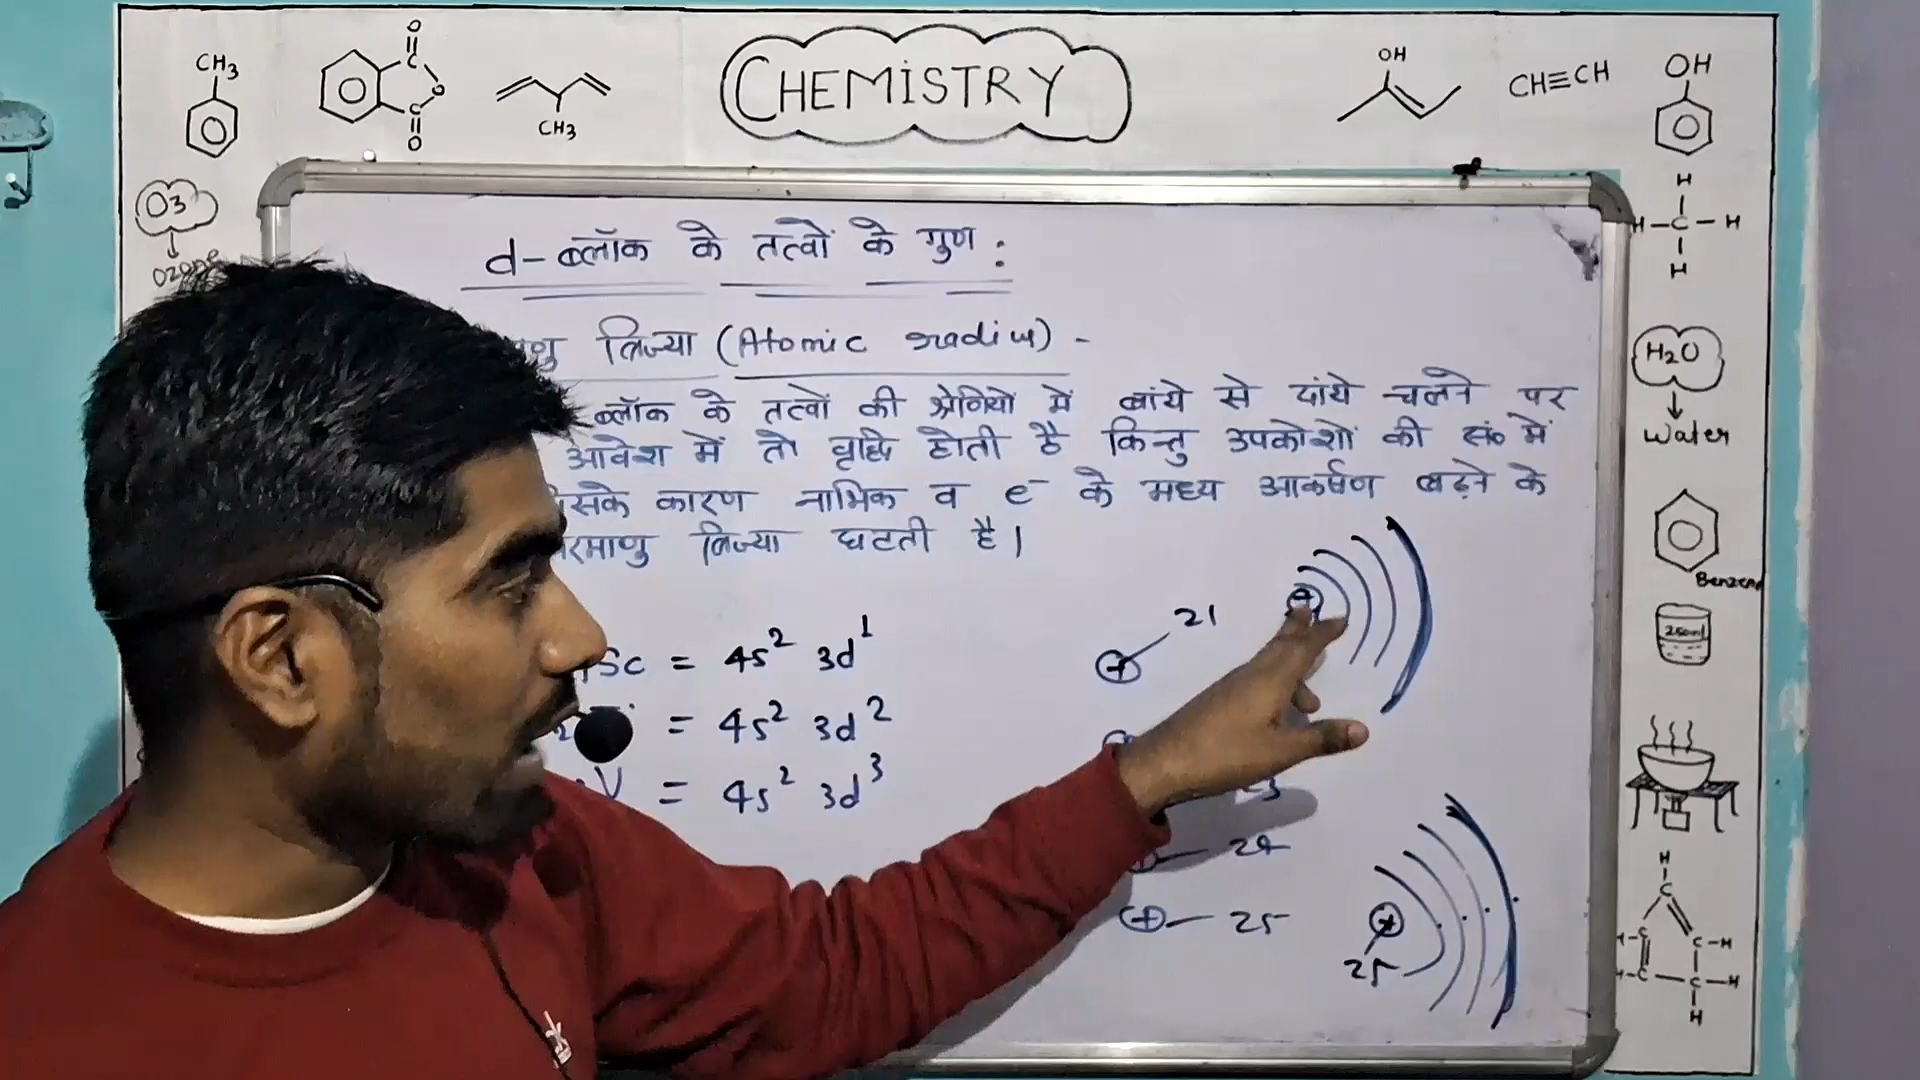 CHEMISTRY
CH3
O
C
O
C
O
CH3
OH
CH≡CH
OH
O3
Ozone
H
H-C-H
H
H2O
Water
Benzene
250ml
H
C
C C-H
C C-H
H
d-ब्लॉक के तत्वों के गुण :
त्रिज्या (Atomic radius) -
ब्लॉक के तत्वों की श्रेणियों में बांये से दांये चलने पर
आवेश में तो वृद्धि होती है किन्तु उपकोशों की सं० में
कारण नाभिक व e- के मध्य आकर्षण बढ़ने के
त्रिज्या घटती है।
Sc = 4s² 3d¹
= 4s² 3d²
V = 4s² 3d³
+ 21
+
+ 24
+ 25
+
25